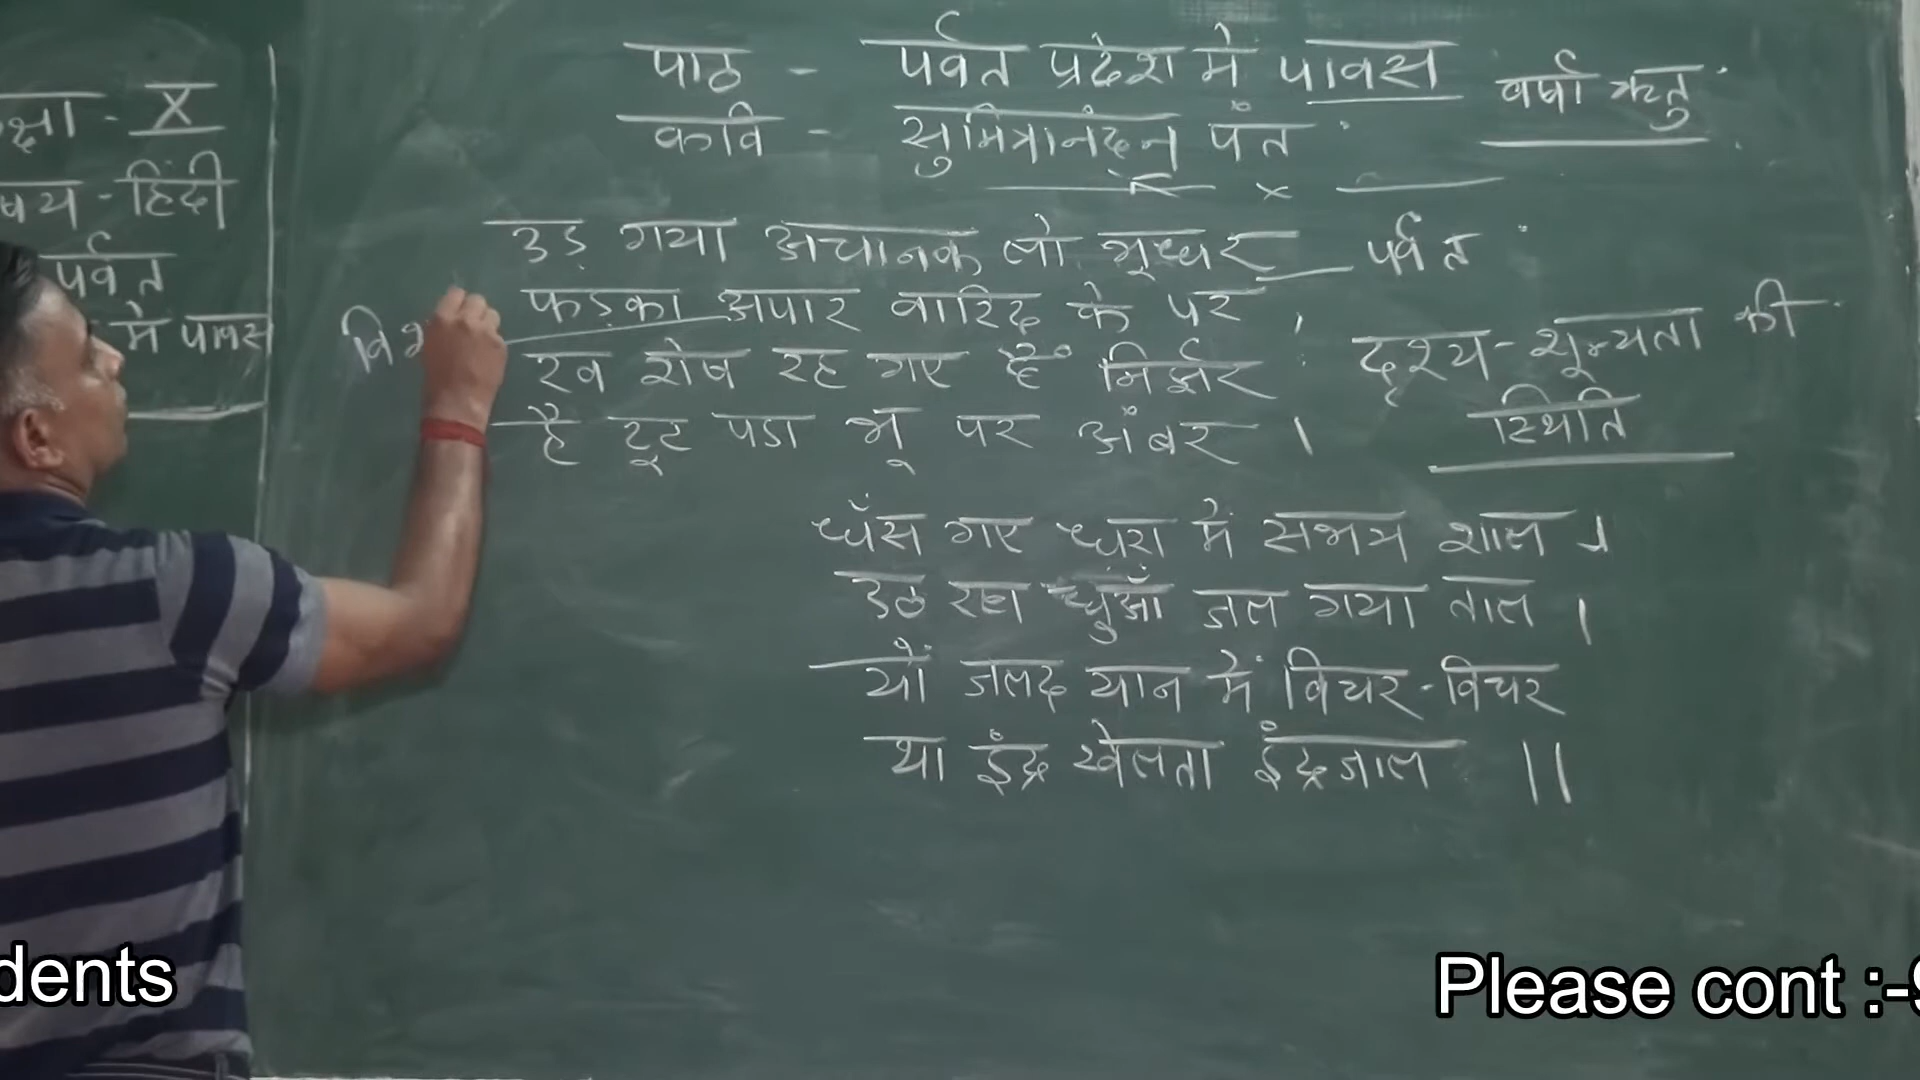 पाठ - पर्वत प्रदेश में पावस वर्षा ऋतु
कवि - सुमित्रानंदन पंत
X
- हिंदी
पर्वत
में पावस
उड़ गया अचानक लो भूधर पर्वत
फड़का अपार वारिद के पर
रव शेष रह गए हैं निर्झर
है टूट पडा भू पर अंबर ।
दृश्य - शून्यता की
स्थिति
धँस गए धरा में सभय शाल ।
उठ रहा धुँआ जल गया ताल ।
यों जलद यान में विचर - विचर
था इंद्र खेलता इंद्रजाल ||
dents
Please cont :-9